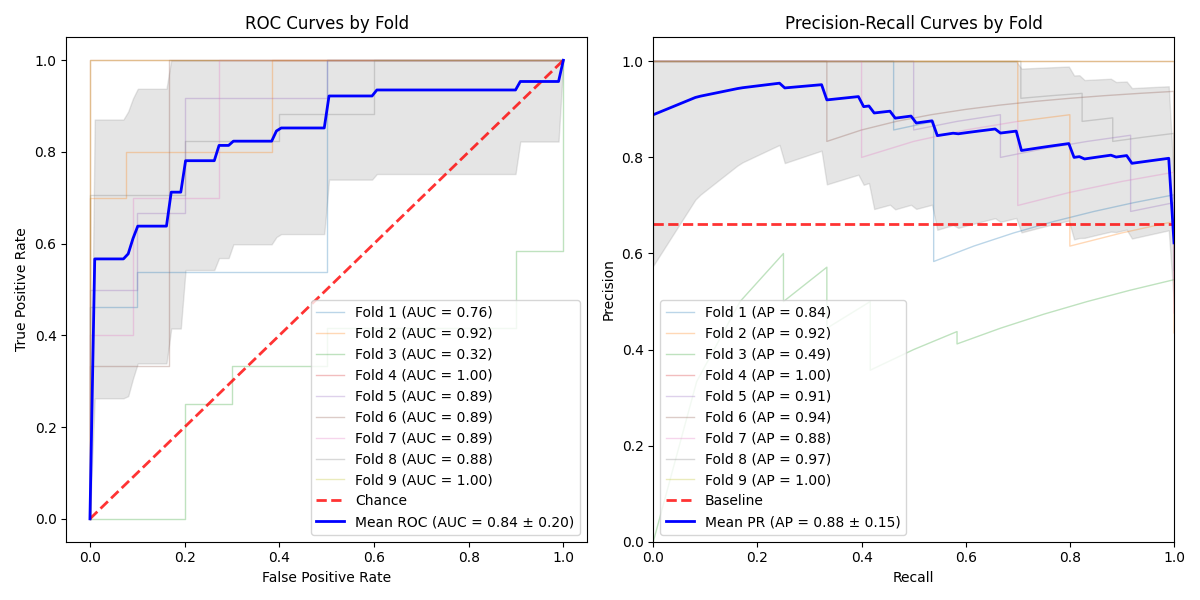 ROC Curves by Fold
True Positive Rate
1.0
0.8
0.6
0.4
0.2
0.0
Fold 1 (AUC = 0.76)
Fold 2 (AUC = 0.92)
Fold 3 (AUC = 0.32)
Fold 4 (AUC = 1.00)
Fold 5 (AUC = 0.89)
Fold 6 (AUC = 0.89)
Fold 7 (AUC = 0.89)
Fold 8 (AUC = 0.88)
Fold 9 (AUC = 1.00)
Chance
Mean ROC (AUC = 0.84 ± 0.20)
0.0 0.2 0.4 0.6 0.8 1.0
False Positive Rate
Precision-Recall Curves by Fold
Precision
1.0
0.8
0.6
0.4
0.2
0.0
Fold 1 (AP = 0.84)
Fold 2 (AP = 0.92)
Fold 3 (AP = 0.49)
Fold 4 (AP = 1.00)
Fold 5 (AP = 0.91)
Fold 6 (AP = 0.94)
Fold 7 (AP = 0.88)
Fold 8 (AP = 0.97)
Fold 9 (AP = 1.00)
Baseline
Mean PR (AP = 0.88 ± 0.15)
0.0 0.2 0.4 0.6 0.8 1.0
Recall